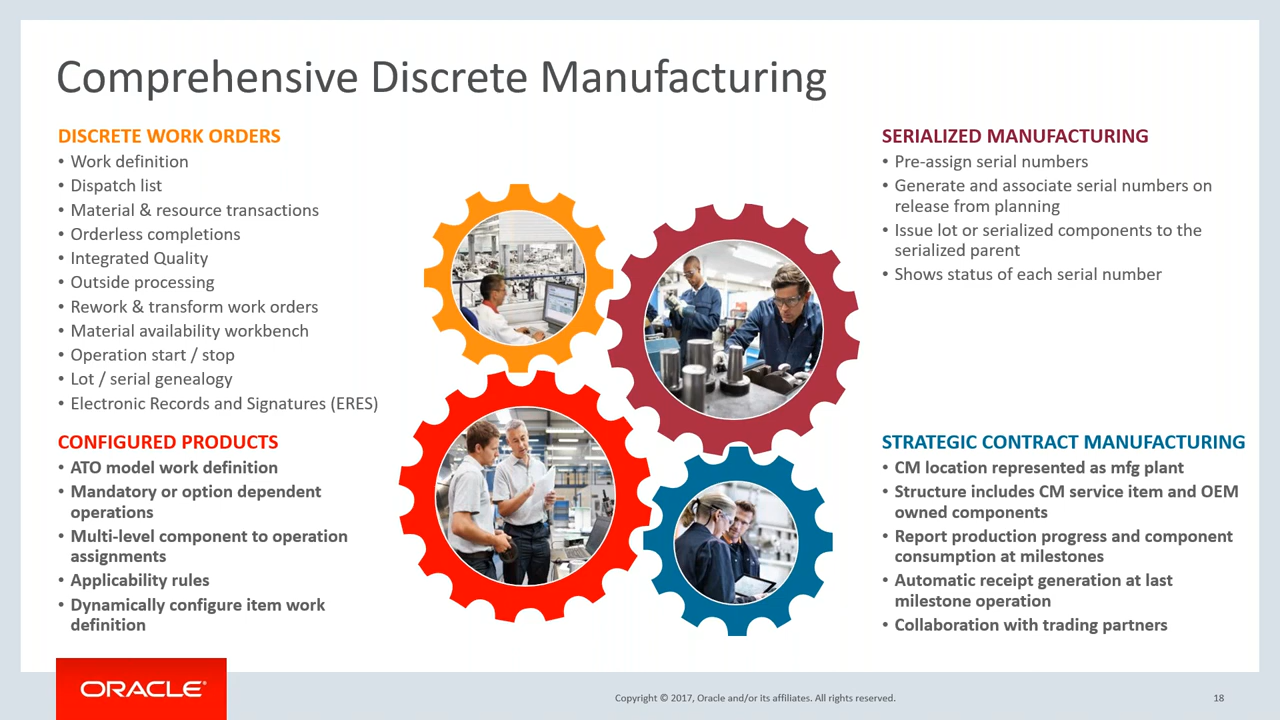 Comprehensive Discrete Manufacturing
DISCRETE WORK ORDERS
• Work definition
• Dispatch list
• Material & resource transactions
• Orderless completions
• Integrated Quality
• Outside processing
• Rework & transform work orders
• Material availability workbench
• Operation start / stop
• Lot / serial genealogy
• Electronic Records and Signatures (ERES)
CONFIGURED PRODUCTS
• ATO model work definition
• Mandatory or option dependent
operations
• Multi-level component to operation
assignments
• Applicability rules
• Dynamically configure item work
definition
SERIALIZED MANUFACTURING
• Pre-assign serial numbers
• Generate and associate serial numbers on
release from planning
• Issue lot or serialized components to the
serialized parent
• Shows status of each serial number
STRATEGIC CONTRACT MANUFACTURING
• CM location represented as mfg plant
• Structure includes CM service item and OEM
owned components
• Report production progress and component
consumption at milestones
• Automatic receipt generation at last
milestone operation
• Collaboration with trading partners
ORACLE®
Copyright © 2017, Oracle and/or its affiliates. All rights reserved.
18